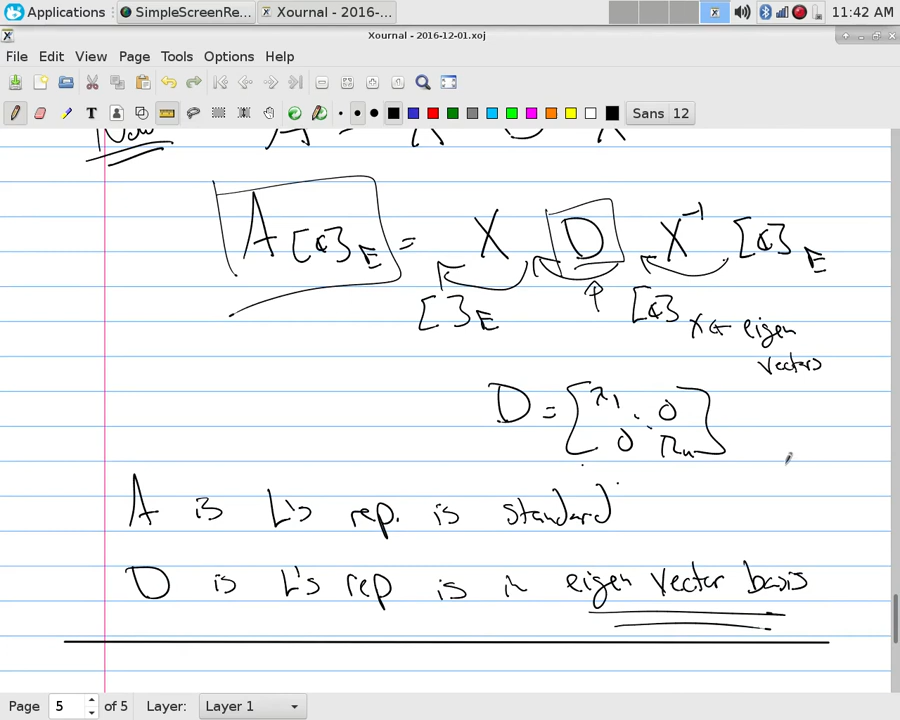 Applications
SimpleScreenRe...
Xournal - 2016-...
11:42 AM
Xournal - 2016-12-01.xoj
File Edit View Page Tools Options Help
Sans 12
Now A = X D X
A [α]E = X D X⁻¹ [α]E
[ ]E [α]X ← eigen
vectors
D = [λ1 . 0
0 . λn]
A is L's rep. is standard
D is L's rep is in eigen vector basis
Page 5 of 5 Layer: Layer 1